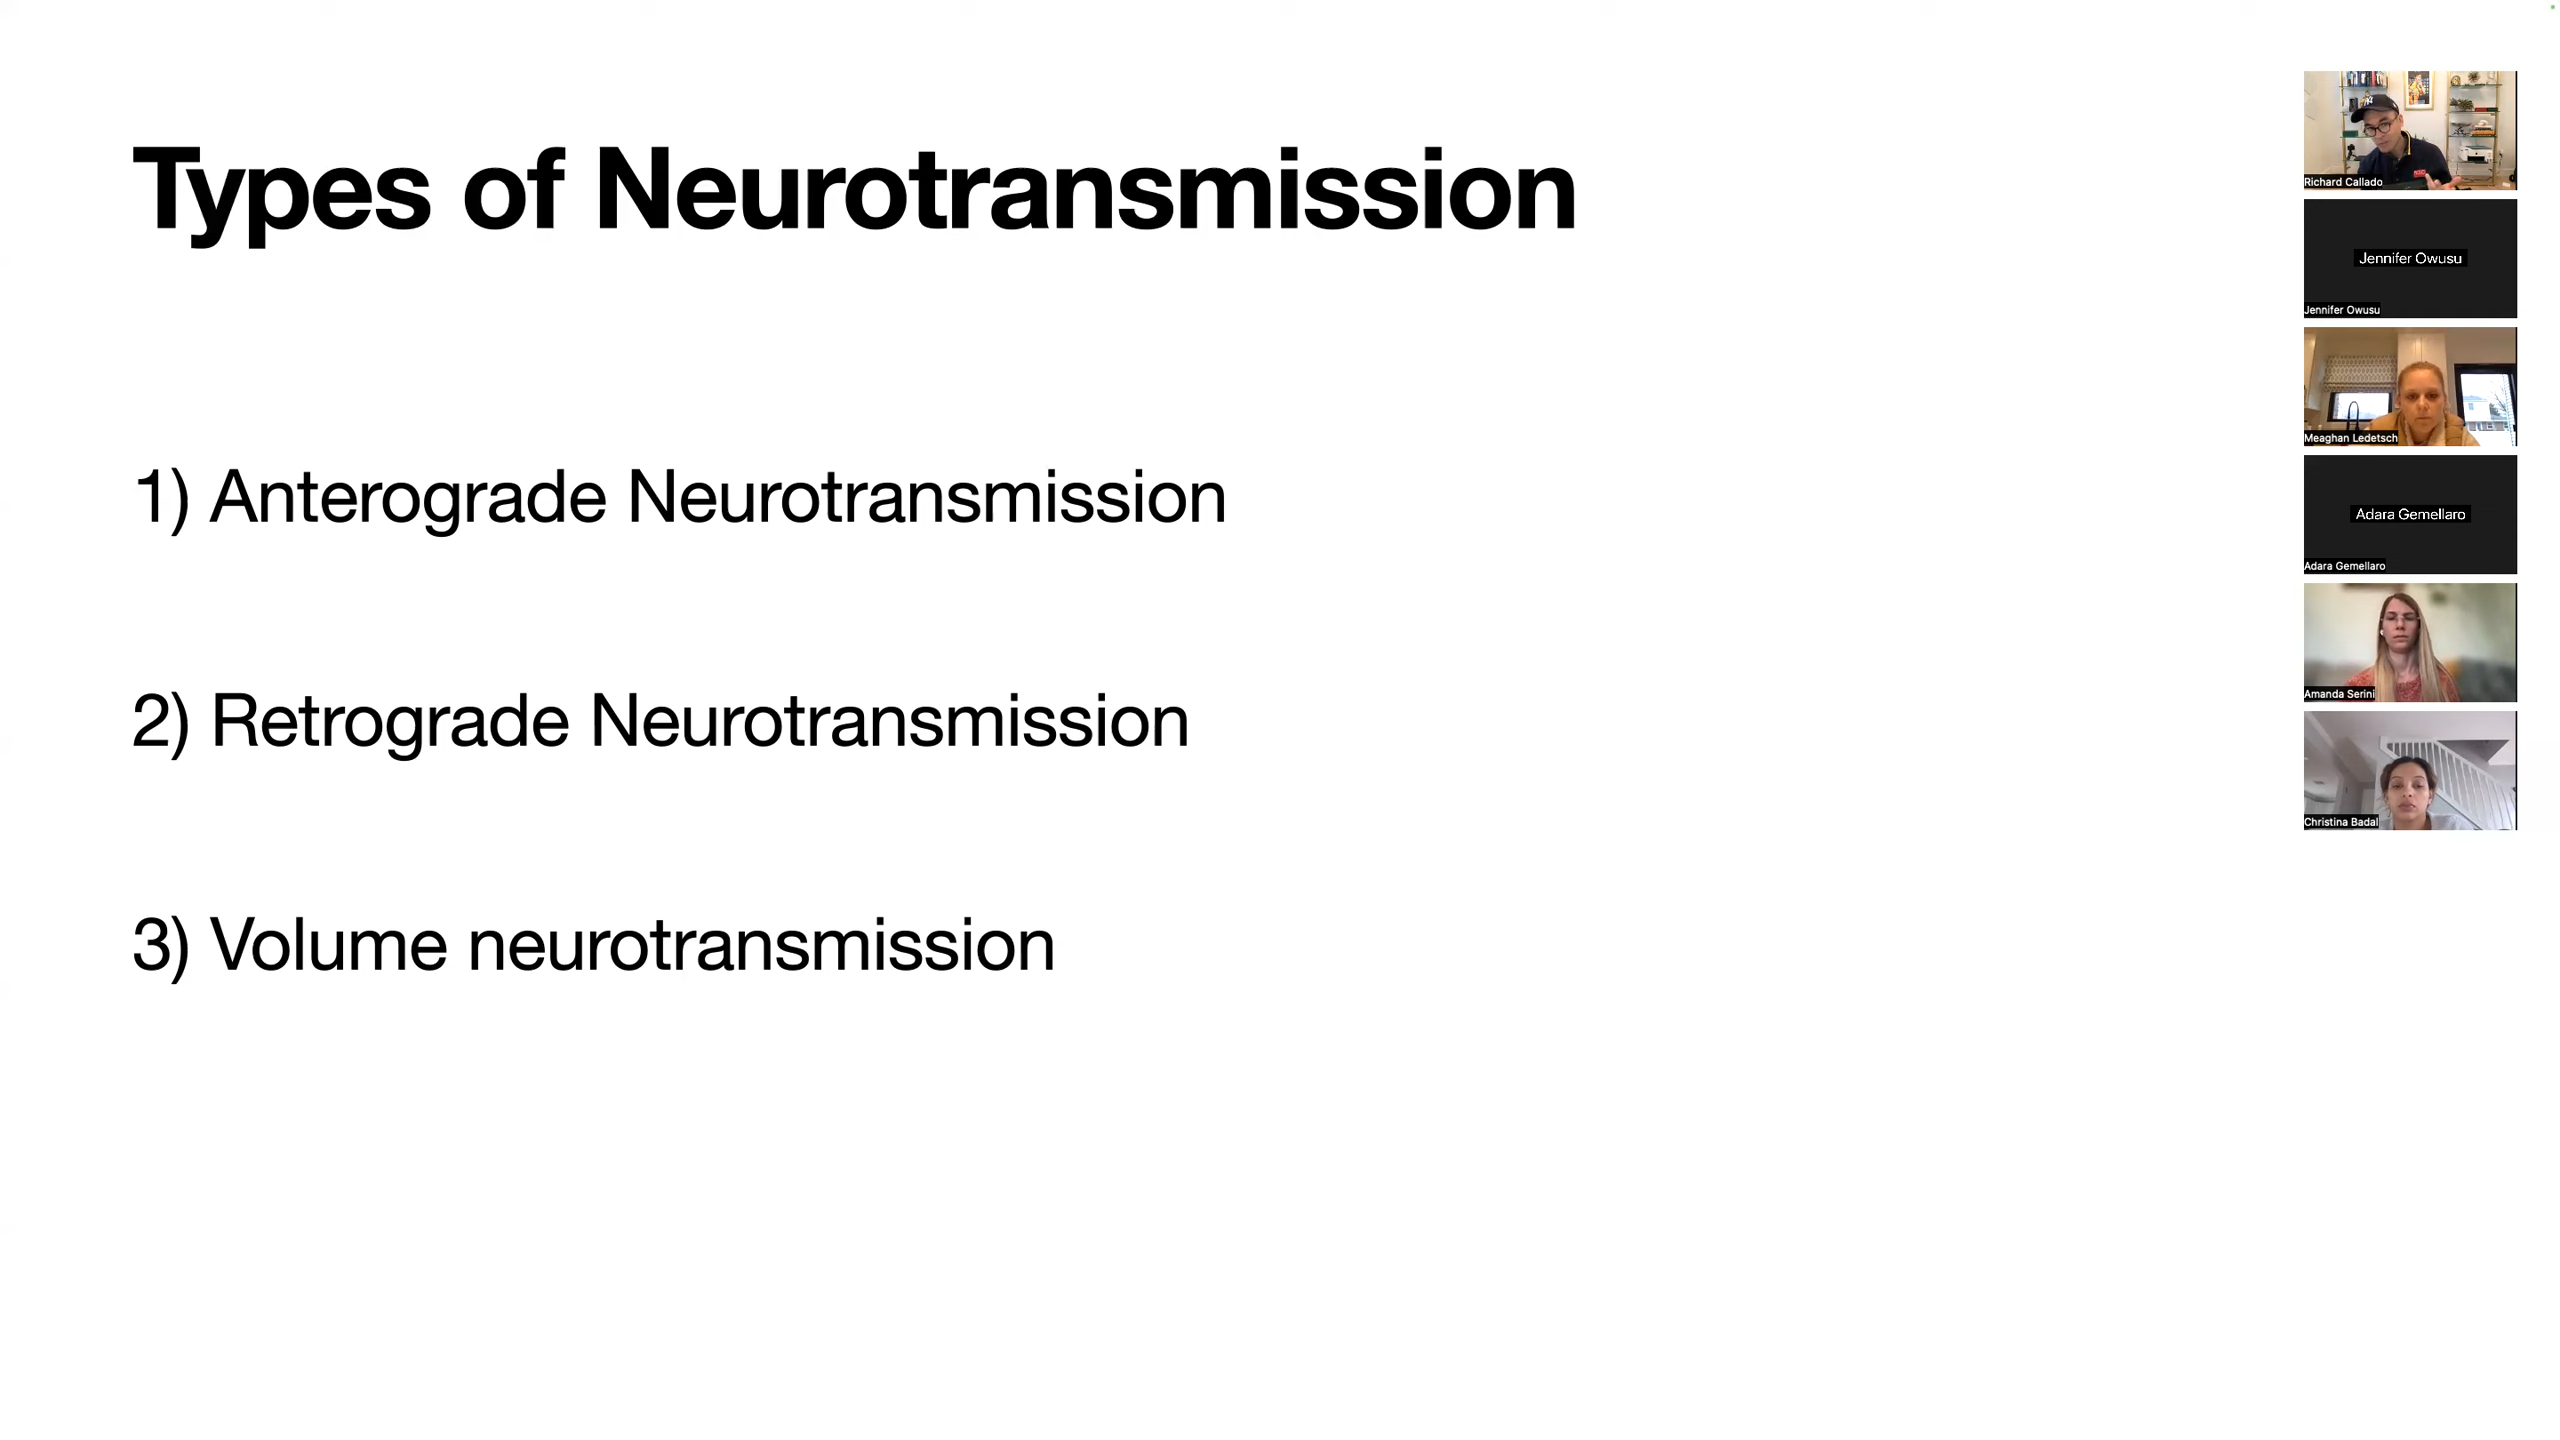 Types of Neurotransmission
1) Anterograde Neurotransmission
2) Retrograde Neurotransmission
3) Volume neurotransmission
Richard Callado
Jennifer Owusu
Jennifer Owusu
Meaghan Ledetsch
Adara Gemellaro
Adara Gemellaro
Amanda Serini
Christina Badal